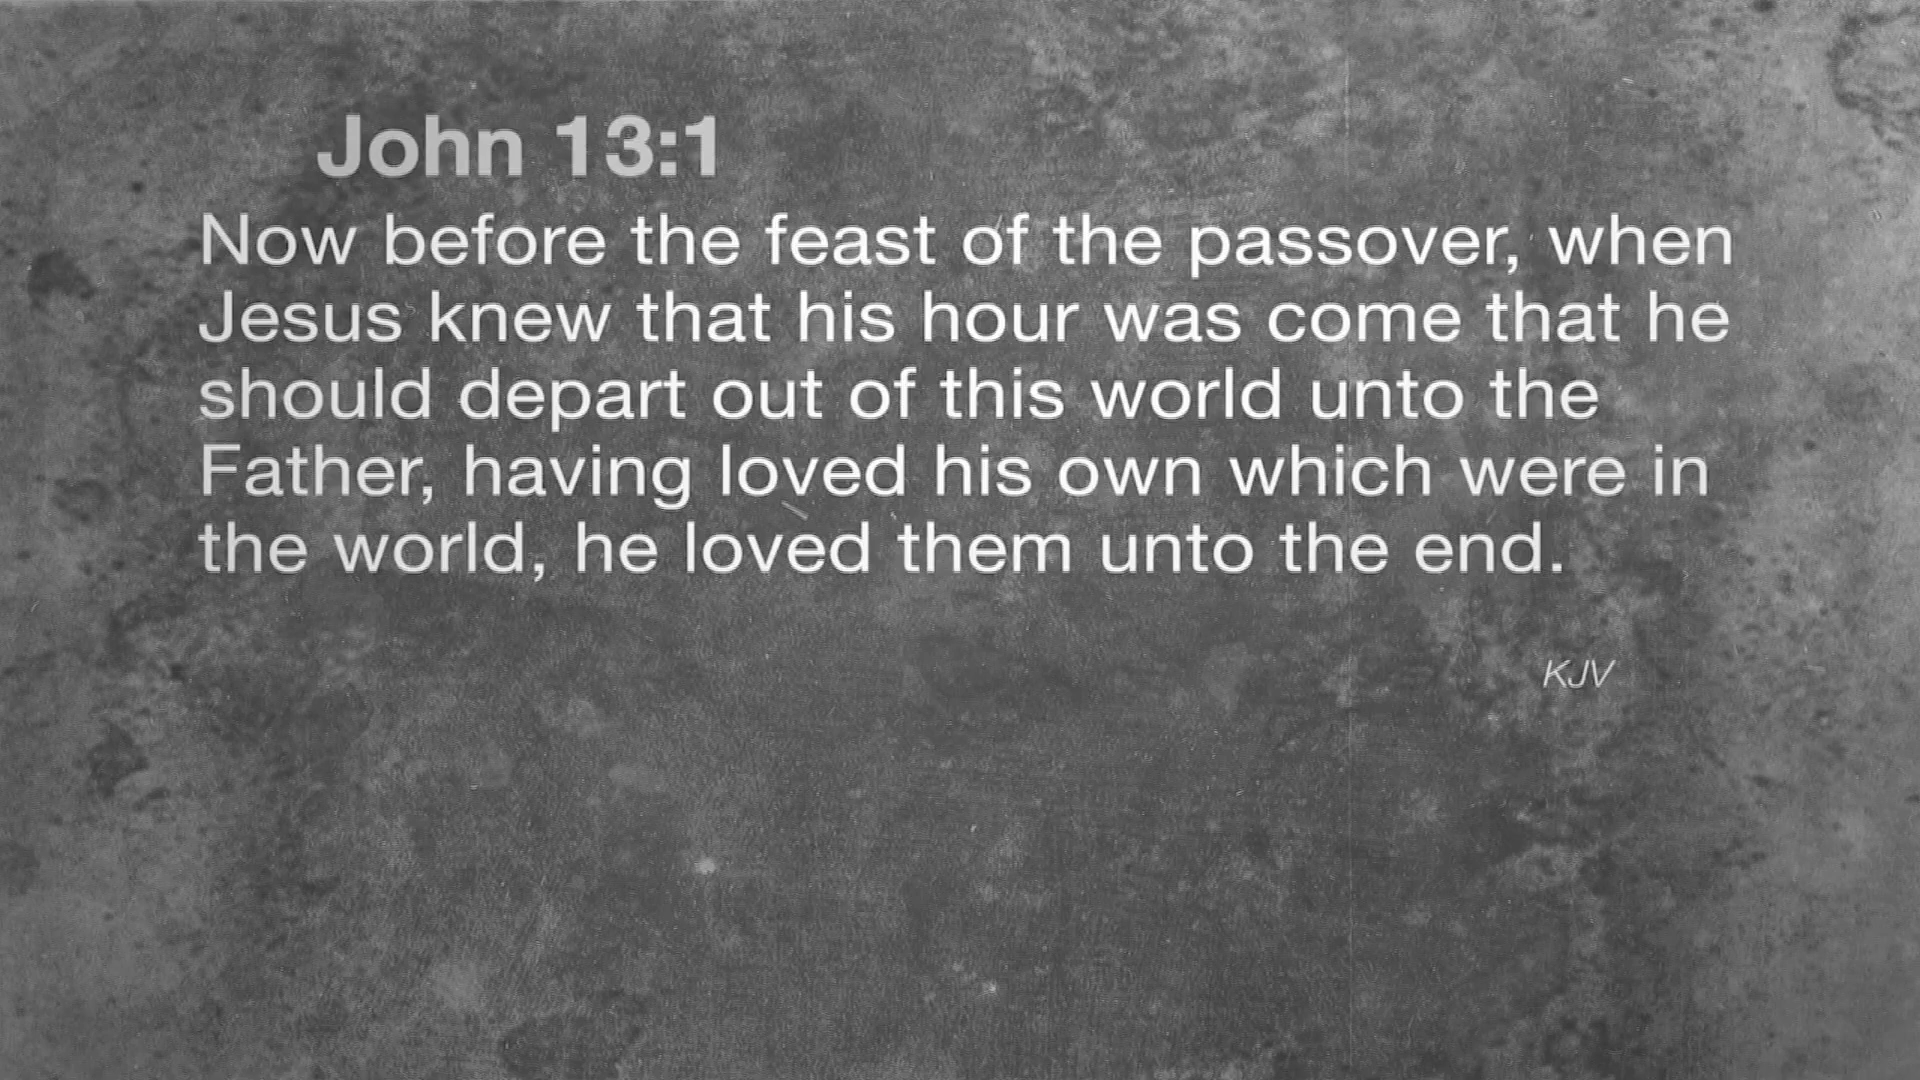 John 13:1
Now before the feast of the passover, when
Jesus knew that his hour was come that he
should depart out of this world unto the
Father, having loved his own which were in
the world, he loved them unto the end.
KJV